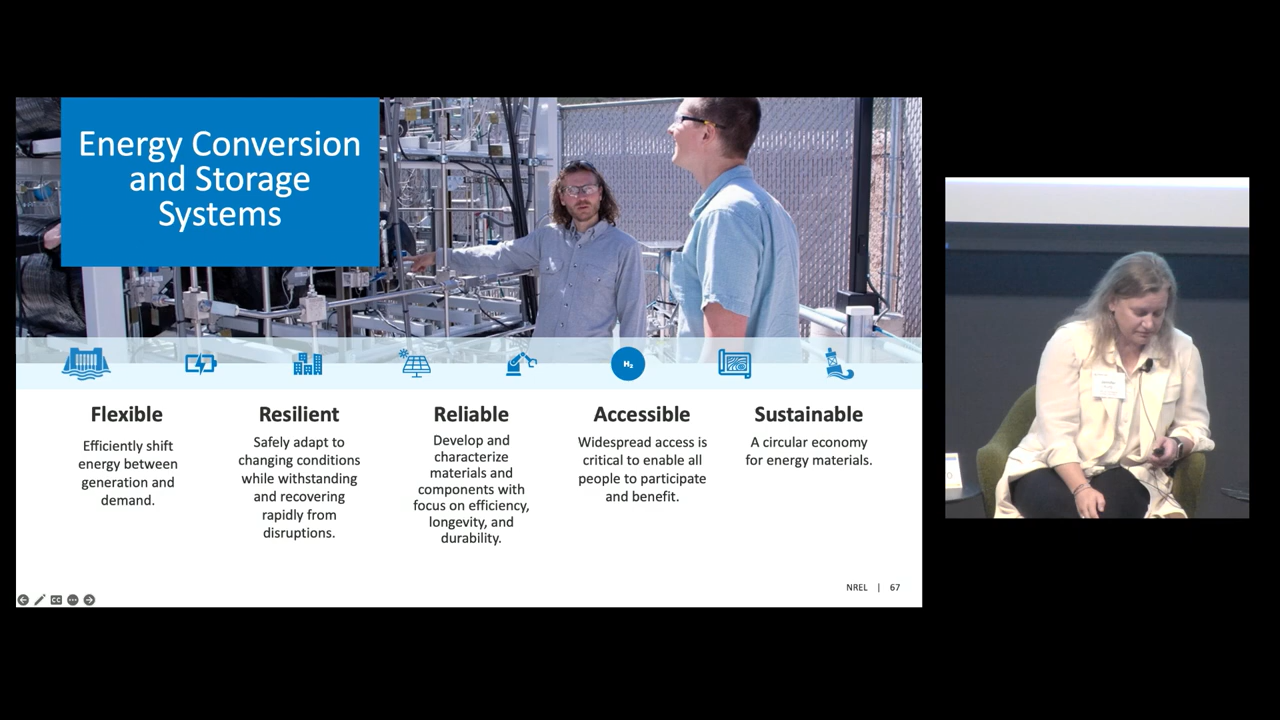 Energy Conversion
and Storage
Systems
H₂
Flexible
Efficiently shift
energy between
generation and
demand.
Resilient
Safely adapt to
changing conditions
while withstanding
and recovering
rapidly from
disruptions.
Reliable
Develop and
characterize
materials and
components with
focus on efficiency,
longevity, and
durability.
Accessible
Widespread access is
critical to enable all
people to participate
and benefit.
Sustainable
A circular economy
for energy materials.
NREL | 67
CC